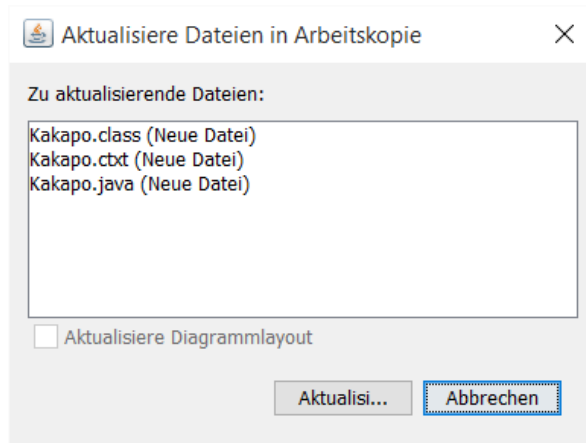 Aktualisiere Dateien in Arbeitskopie
Zu aktualisierende Dateien:
Kakapo.class (Neue Datei)
Kakapo.ctxt (Neue Datei)
Kakapo.java (Neue Datei)
Aktualisiere Diagrammlayout
Aktualisi... Abbrechen